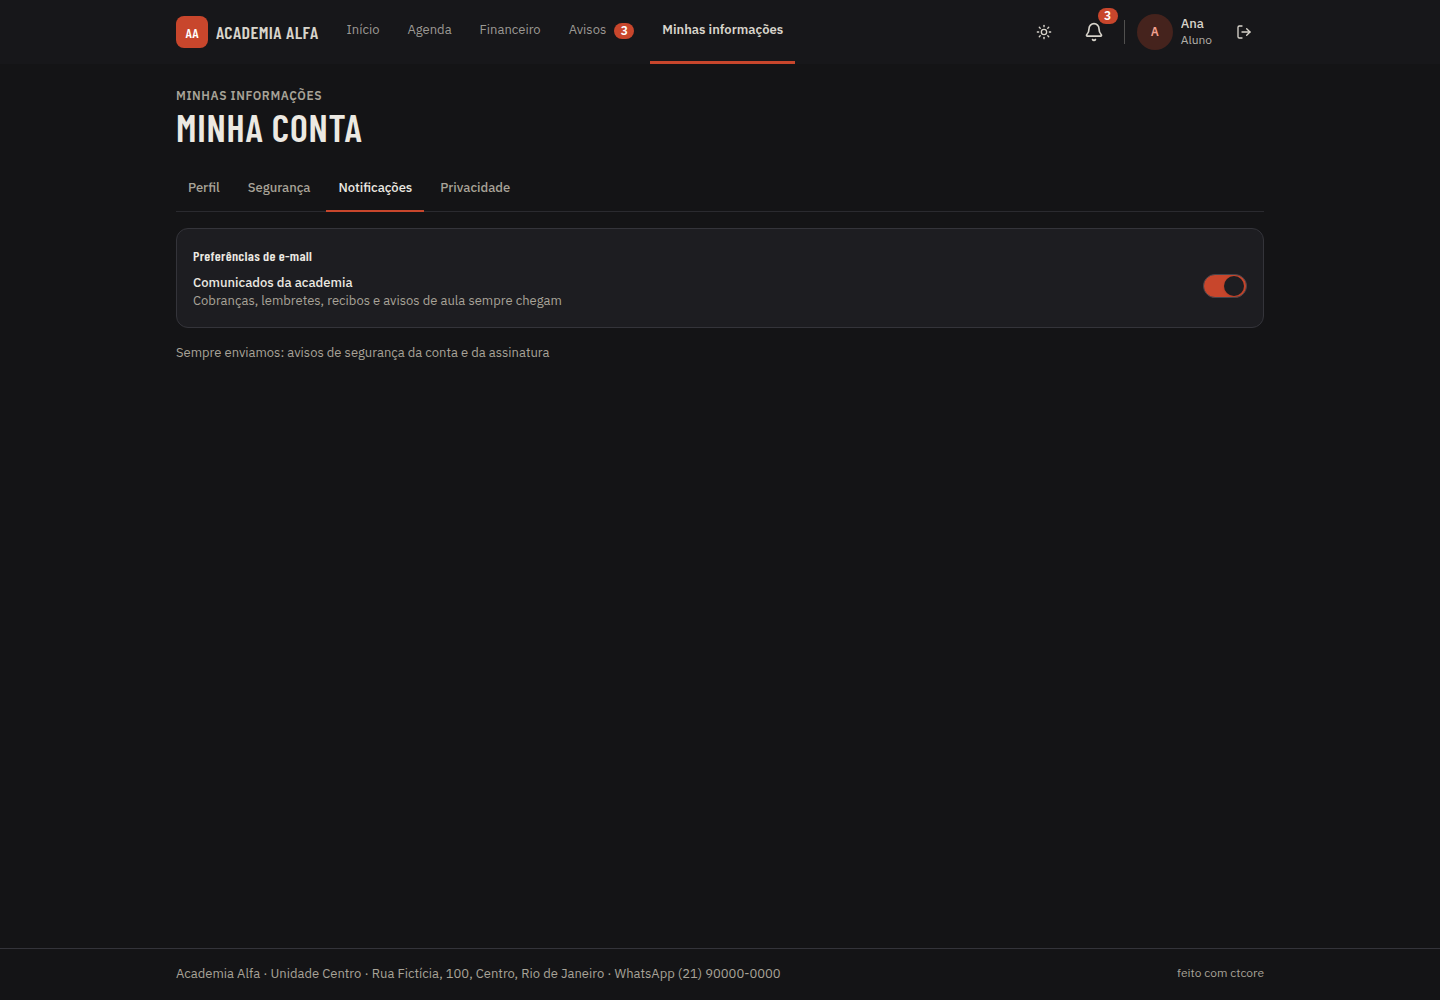 AA ACADEMIA ALFA Início Agenda Financeiro Avisos 3 Minhas informações 3 A Ana
Aluno
MINHAS INFORMAÇÕES
MINHA CONTA
Perfil Segurança Notificações Privacidade
Preferências de e-mail
Comunicados da academia
Cobranças, lembretes, recibos e avisos de aula sempre chegam
Sempre enviamos: avisos de segurança da conta e da assinatura
Academia Alfa · Unidade Centro · Rua Fictícia, 100, Centro, Rio de Janeiro · WhatsApp (21) 90000-0000 feito com ctcore